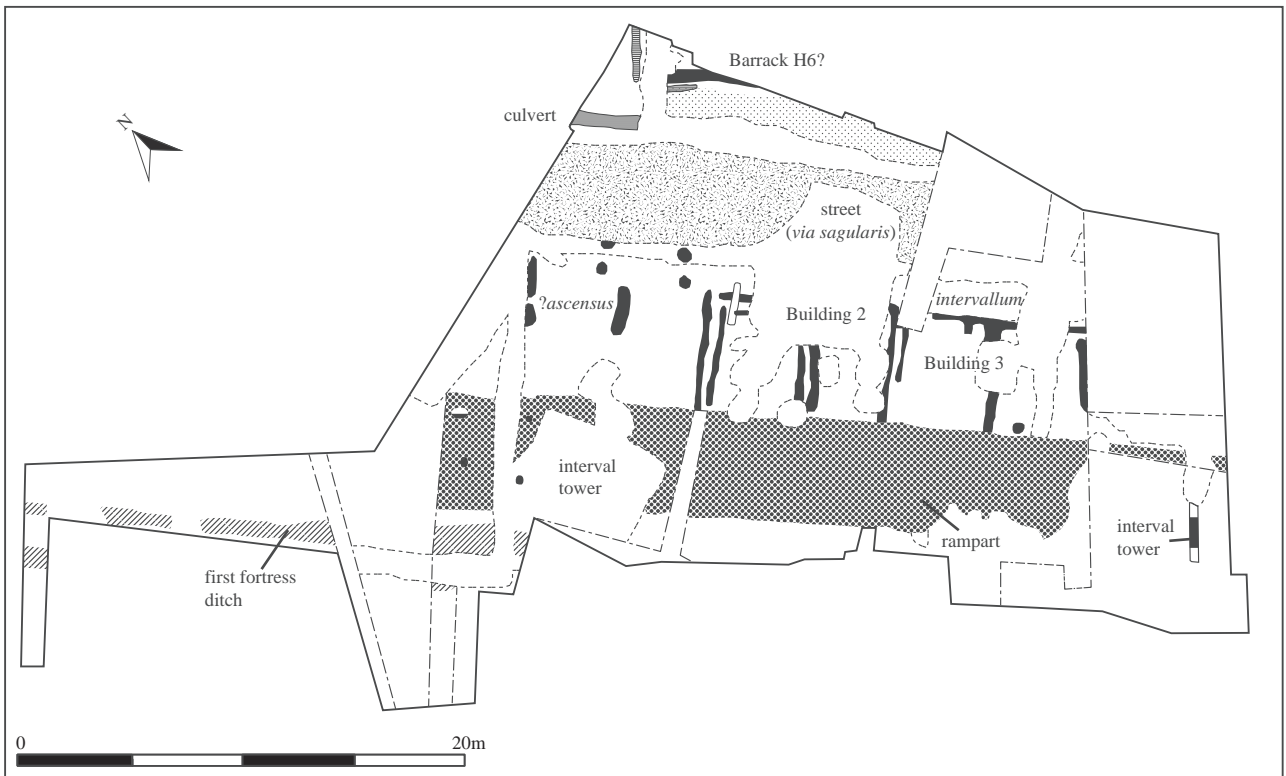 Barrack H6?
culvert
N
street
(via sagularis)
?ascensus
intervallum
Building 2
Building 3
interval
tower
interval
tower
rampart
first fortress
ditch
0
20m